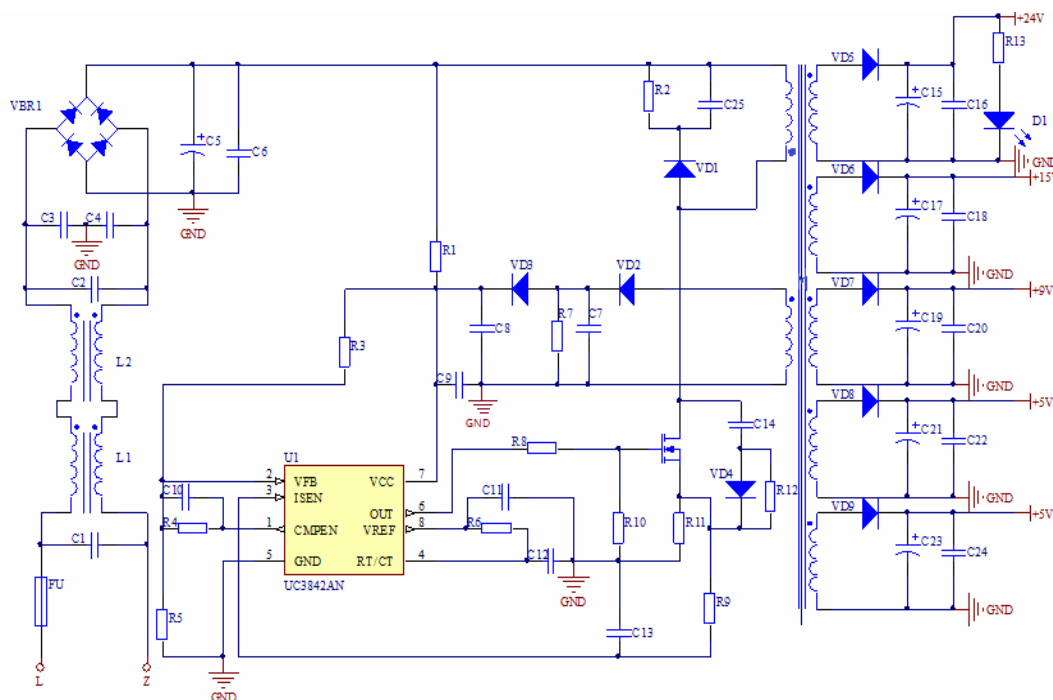 +24V
R13
VD5
C15
C16
D1
GND
VBR1
C5
C6
R2
C25
VD1
VD6
+15V
C17
C18
GND
C3
C4
GND
GND
R1
C2
VD3
VD2
VD7
+9V
C19
C20
GND
R3
C8
R7
C7
C9
GND
L2
L1
VD8
+5V
C21
C22
GND
R8
C14
VD4
R12
U1
2
VFB
3
ISEN
1
CMPEN
5
GND
VCC
7
OUT
6
VREF
8
RT/CT
4
UC3842AN
C10
R4
C11
R6
C12
GND
R10
R11
VD9
+5V
C23
C24
GND
C1
FU
R5
C13
R9
L
Z
GND